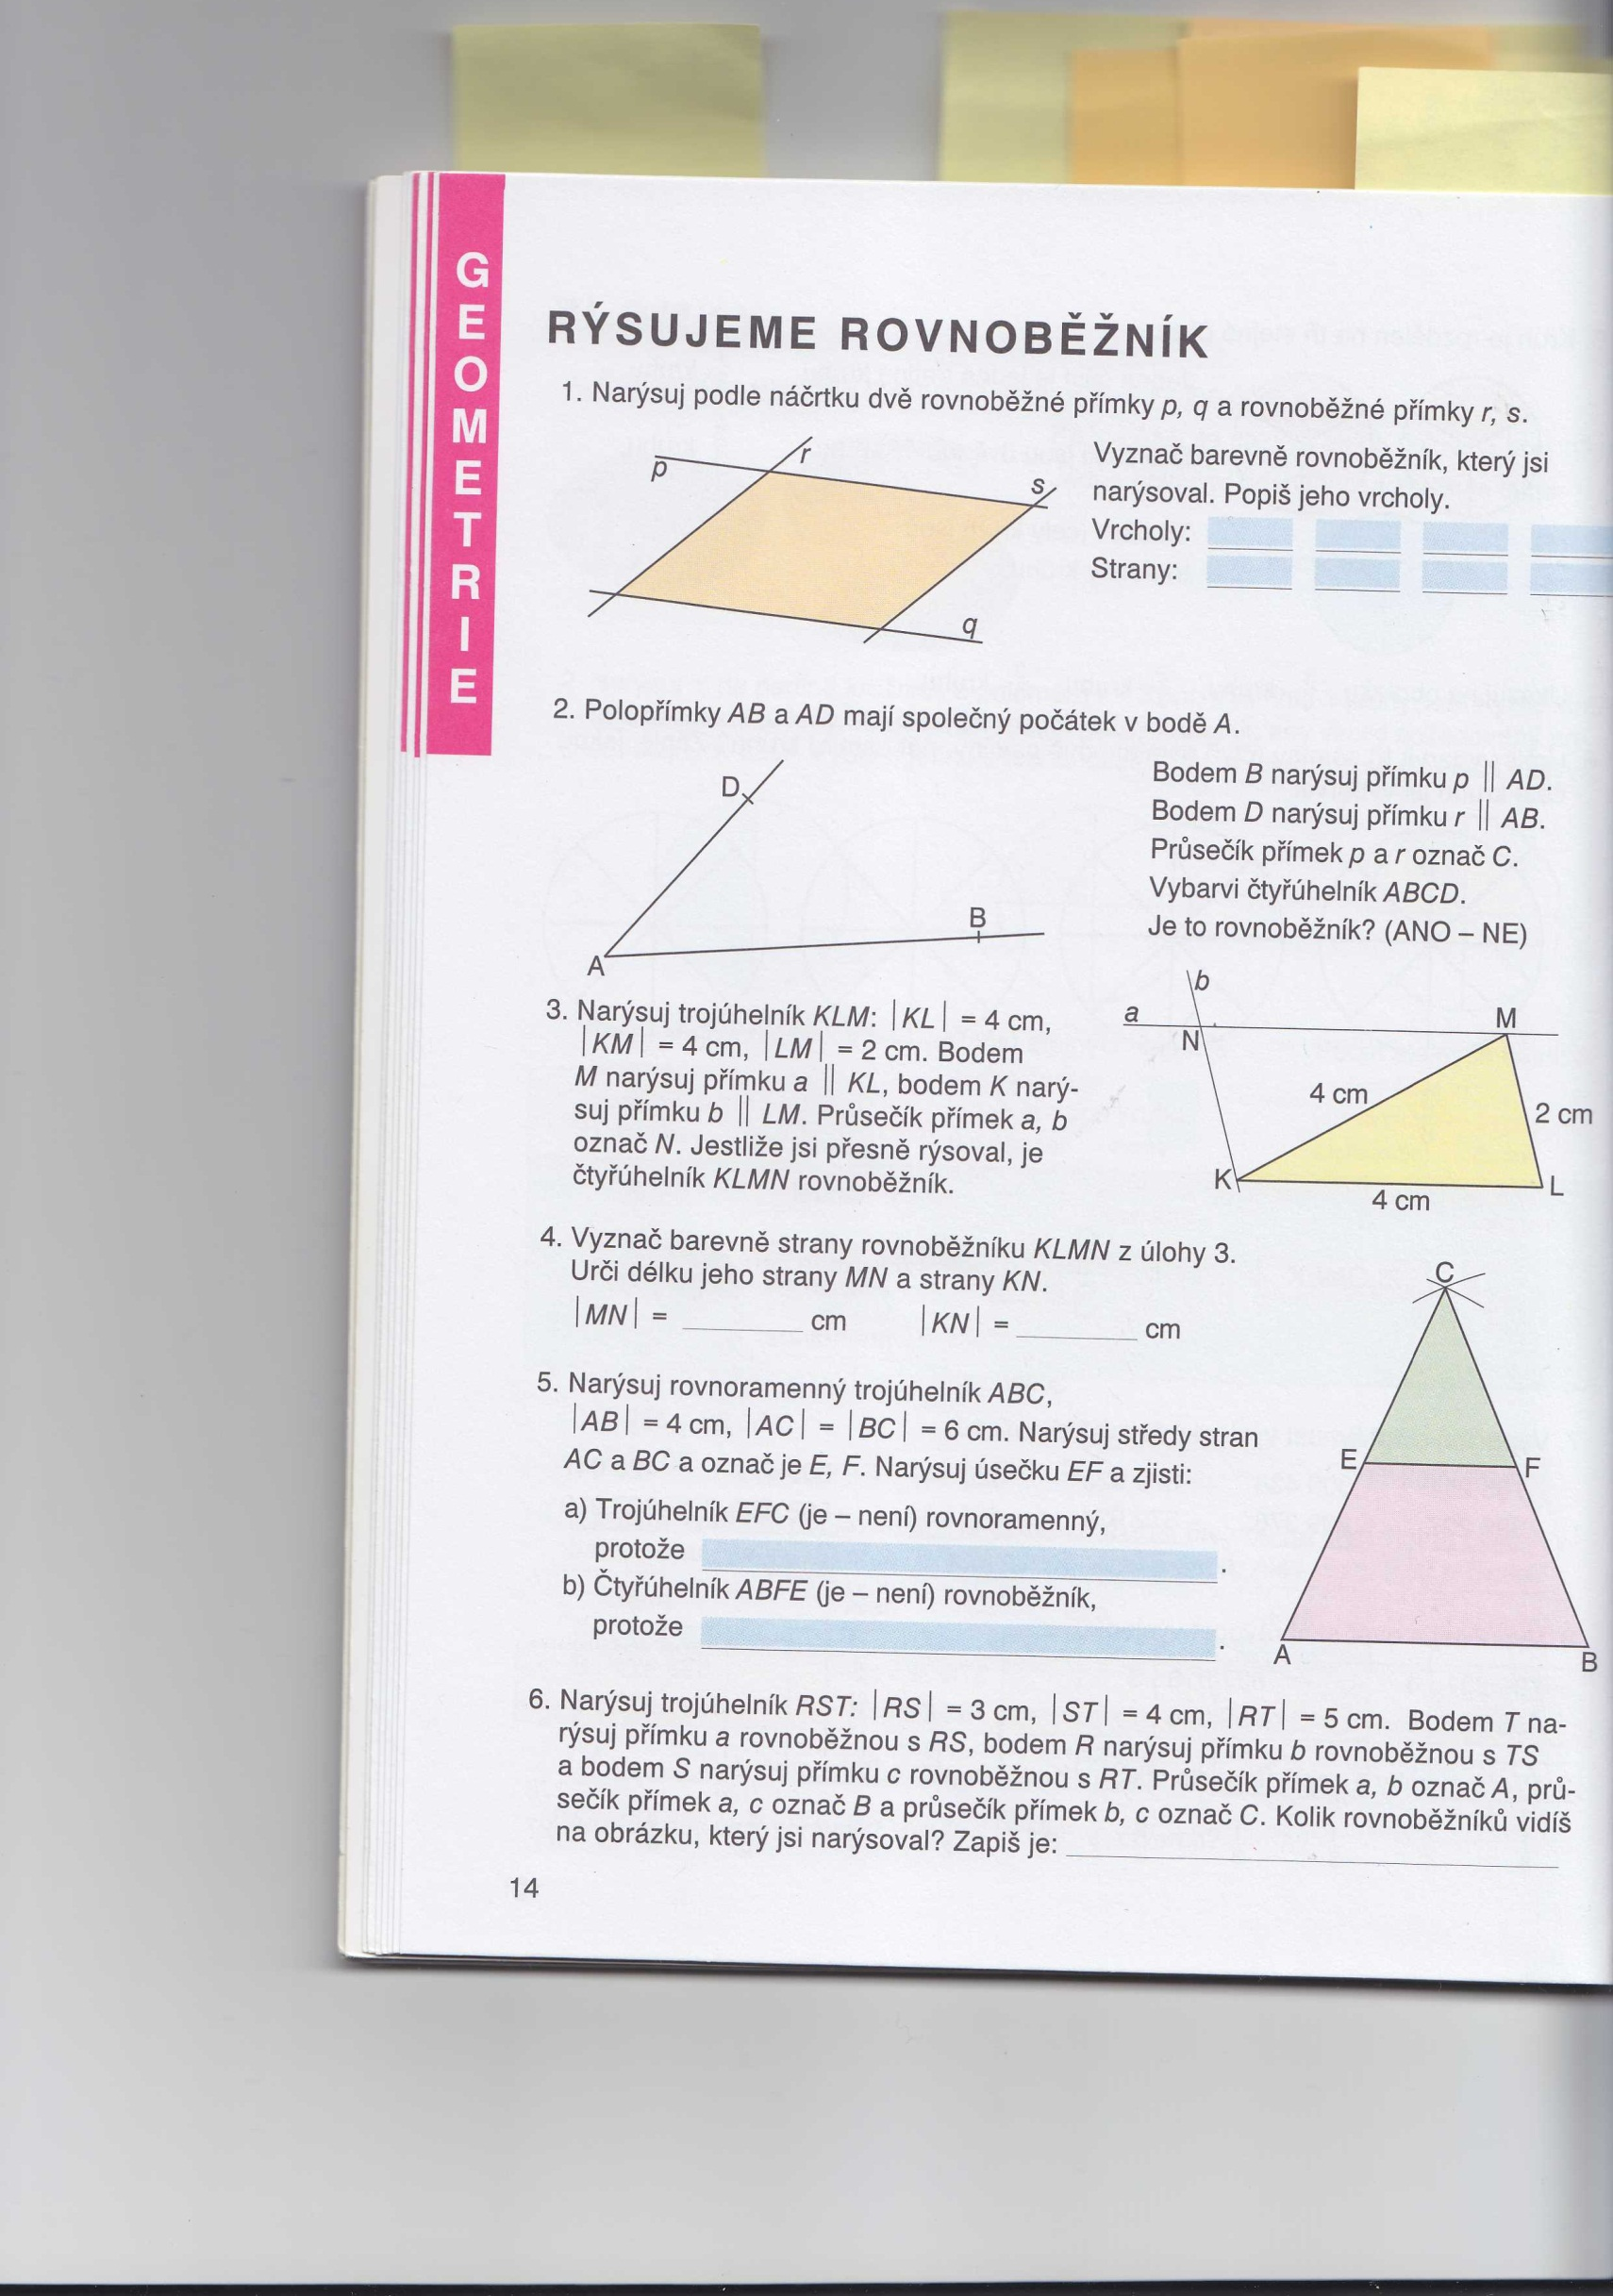 GEOMETRIE
RÝSUJEME ROVNOBĚŽNÍK
1. Narýsuj podle náčrtku dvě rovnoběžné přímky p, q a rovnoběžné přímky r, s.
p
r
s
q
Vyznač barevně rovnoběžník, který jsi
narýsoval. Popiš jeho vrcholy.
Vrcholy:
Strany:
2. Polopřímky AB a AD mají společný počátek v bodě A.
D
B
A
Bodem B narýsuj přímku p || AD.
Bodem D narýsuj přímku r || AB.
Průsečík přímek p a r označ C.
Vybarvi čtyřúhelník ABCD.
Je to rovnoběžník? (ANO – NE)
3. Narýsuj trojúhelník KLM: |KL| = 4 cm,
|KM| = 4 cm, |LM| = 2 cm. Bodem
M narýsuj přímku a || KL, bodem K narý-
suj přímku b || LM. Průsečík přímek a, b
označ N. Jestliže jsi přesně rýsoval, je
čtyřúhelník KLMN rovnoběžník.
b
a
N
M
4 cm
2 cm
K
L
4 cm
4. Vyznač barevně strany rovnoběžníku KLMN z úlohy 3.
Urči délku jeho strany MN a strany KN.
|MN| = ________ cm |KN| = ________ cm
5. Narýsuj rovnoramenný trojúhelník ABC,
|AB| = 4 cm, |AC| = |BC| = 6 cm. Narýsuj středy stran
AC a BC a označ je E, F. Narýsuj úsečku EF a zjisti:
a) Trojúhelník EFC (je – není) rovnoramenný,
protože .
b) Čtyřúhelník ABFE (je – není) rovnoběžník,
protože .
C
E
F
A
B
6. Narýsuj trojúhelník RST: |RS| = 3 cm, |ST| = 4 cm, |RT| = 5 cm. Bodem T na-
rýsuj přímku a rovnoběžnou s RS, bodem R narýsuj přímku b rovnoběžnou s TS
a bodem S narýsuj přímku c rovnoběžnou s RT. Průsečík přímek a, b označ A, prů-
sečík přímek a, c označ B a průsečík přímek b, c označ C. Kolik rovnoběžníků vidíš
na obrázku, který jsi narýsoval? Zapiš je: ________
14